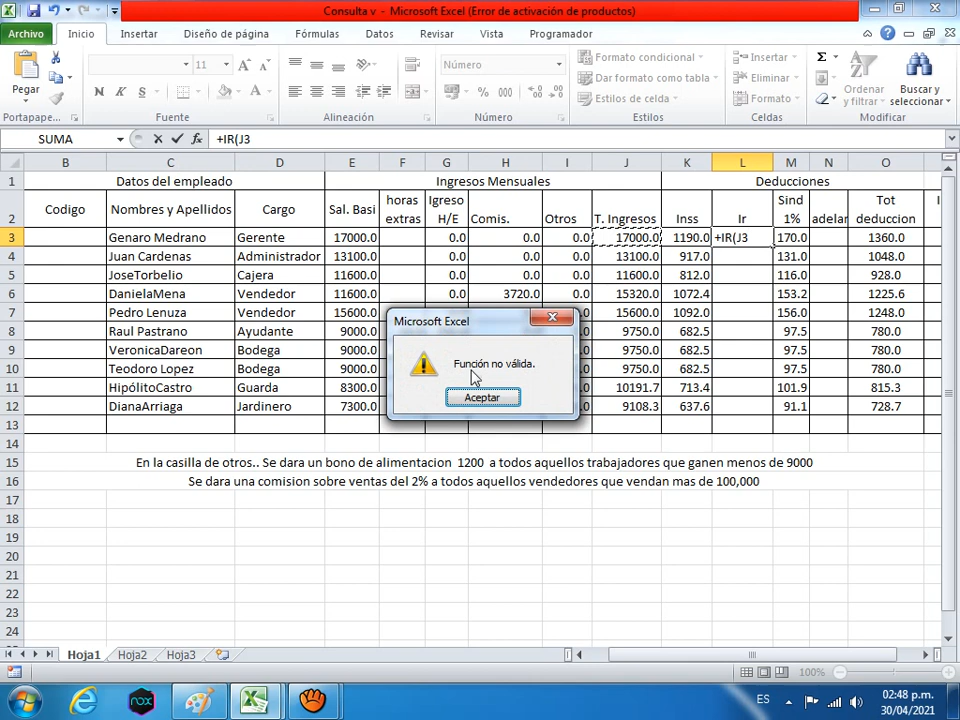 Consulta v - Microsoft Excel (Error de activación de productos)
Archivo Inicio Insertar Diseño de página Fórmulas Datos Revisar Vista Programador
Pegar 11 N K S Número % 000 Formato condicional Dar formato como tabla Estilos de celda Insertar Eliminar Formato Σ Ordenar y filtrar Buscar y seleccionar
Portapape... Fuente Alineación Número Estilos Celdas Modificar
SUMA fx +IR(J3
B C D E F G H I J K L M N O
1 Datos del empleado Ingresos Mensuales Deducciones
2 Codigo Nombres y Apellidos Cargo Sal. Basi horas extras Igreso H/E Comis. Otros T. Ingresos Inss Ir Sind 1% adelar Tot deduccion
3 Genaro Medrano Gerente 17000.0 0.0 0.0 0.0 17000.0 1190.0 +IR(J3 170.0 1360.0
4 Juan Cardenas Administrador 13100.0 0.0 0.0 0.0 13100.0 917.0 131.0 1048.0
5 JoseTorbelio Cajera 11600.0 0.0 0.0 0.0 11600.0 812.0 116.0 928.0
6 DanielaMena Vendedor 11600.0 0.0 3720.0 0.0 15320.0 1072.4 153.2 1225.6
7 Pedro Lenuza Vendedor 15600.0 15600.0 1092.0 156.0 1248.0
8 Raul Pastrano Ayudante 9000.0 9750.0 682.5 97.5 780.0
9 VeronicaDareon Bodega 9000.0 9750.0 682.5 97.5 780.0
10 Teodoro Lopez Bodega 9000.0 9750.0 682.5 97.5 780.0
11 HipólitoCastro Guarda 8300.0 10191.7 713.4 101.9 815.3
12 DianaArriaga Jardinero 7300.0 .0 9108.3 637.6 91.1 728.7
13
14
15 En la casilla de otros.. Se dara un bono de alimentacion 1200 a todos aquellos trabajadores que ganen menos de 9000
16 Se dara una comision sobre ventas del 2% a todos aquellos vendedores que vendan mas de 100,000
17
18
19
20
21
22
23
24
Microsoft Excel
Función no válida.
Aceptar
Hoja1 Hoja2 Hoja3
100%
nox ES 02:48 p.m.
30/04/2021